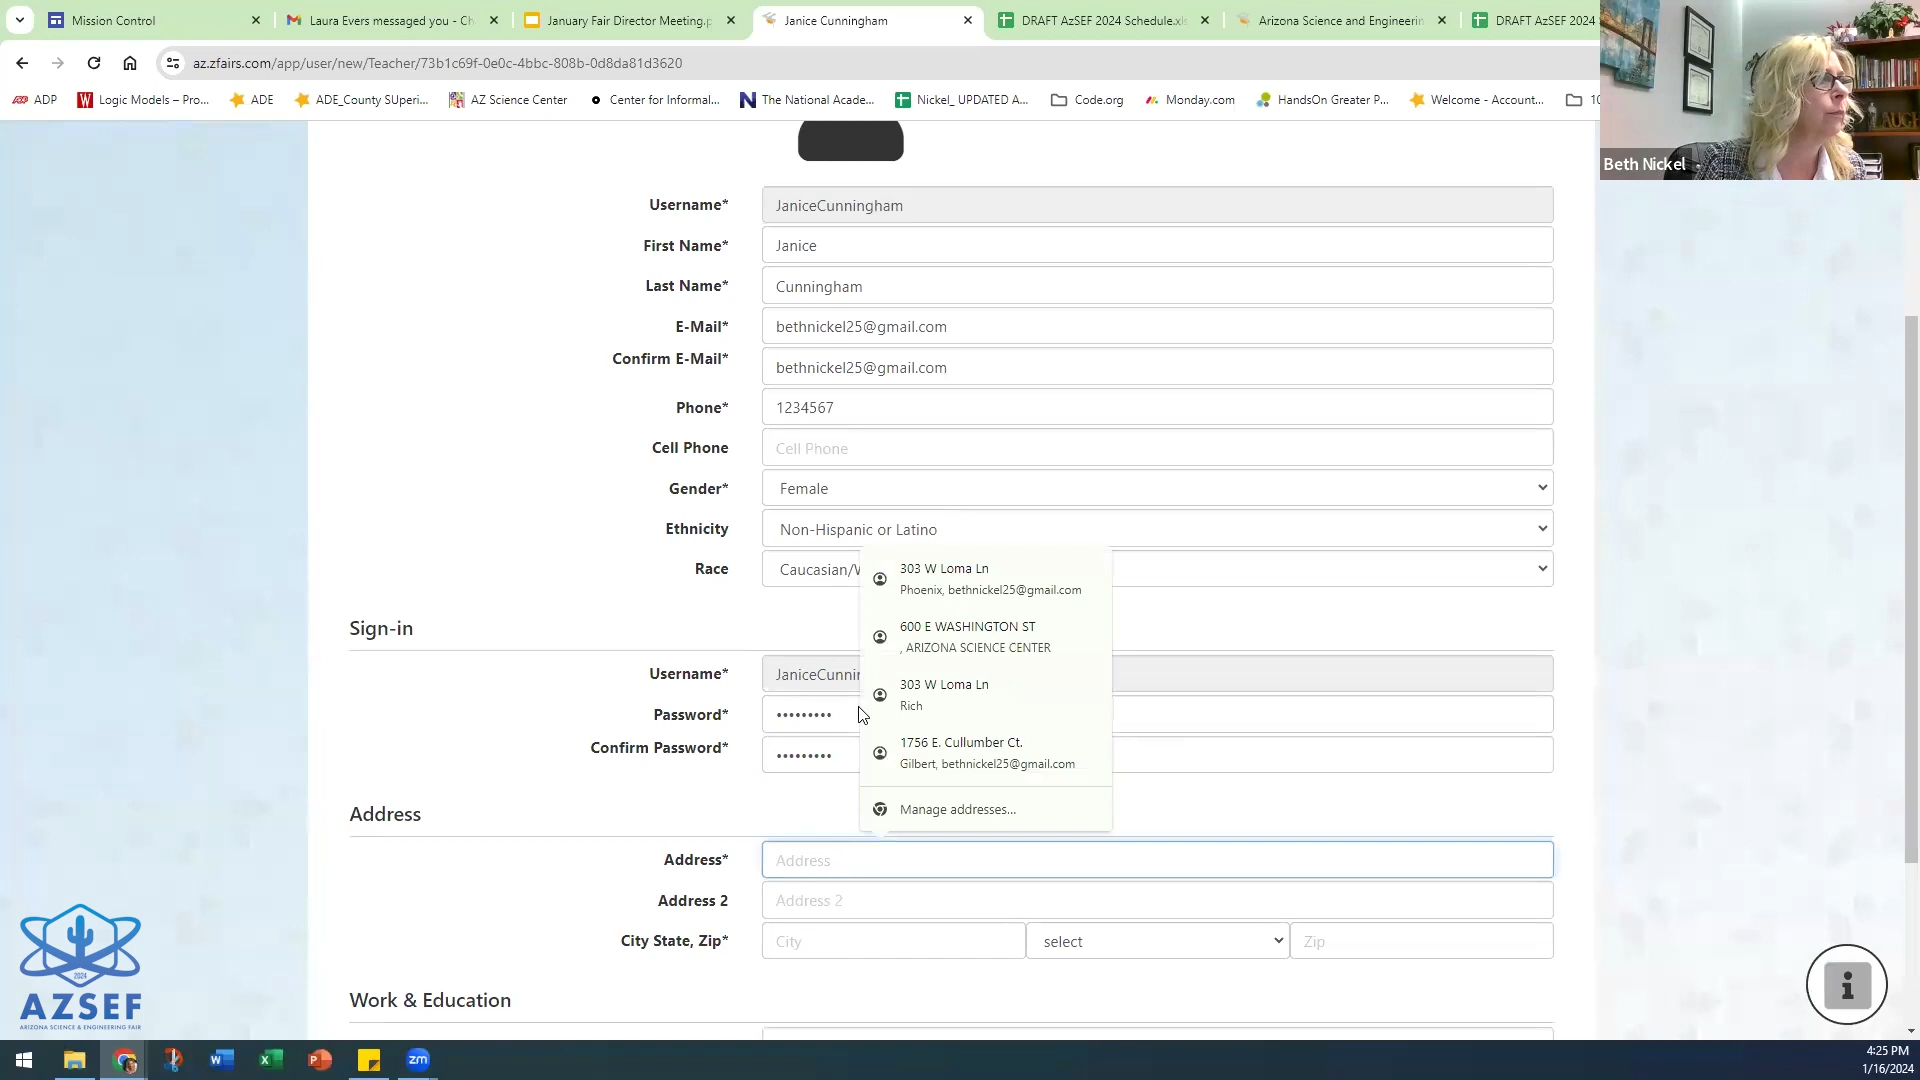 Mission Control
Laura Evers messaged you - Ch
January Fair Director Meeting.p
Janice Cunningham
DRAFT AzSEF 2024 Schedule.xls
Arizona Science and Engineerin
DRAFT AzSEF 2024
az.zfairs.com/app/user/new/Teacher/73b1c69f-0e0c-4bbc-808b-0d8da81d3620
ADP
Logic Models – Pro...
ADE
ADE_County SUperi...
AZ Science Center
Center for Informal...
The National Acade...
Nickel_ UPDATED A...
Code.org
Monday.com
HandsOn Greater P...
Welcome - Account...
10
Beth Nickel
Username*
JaniceCunningham
First Name*
Janice
Last Name*
Cunningham
E-Mail*
bethnickel25@gmail.com
Confirm E-Mail*
bethnickel25@gmail.com
Phone*
1234567
Cell Phone
Cell Phone
Gender*
Female
Ethnicity
Non-Hispanic or Latino
Race
Caucasian/W
303 W Loma Ln
Phoenix, bethnickel25@gmail.com
600 E WASHINGTON ST
, ARIZONA SCIENCE CENTER
303 W Loma Ln
Rich
1756 E. Cullumber Ct.
Gilbert, bethnickel25@gmail.com
Manage addresses...
Sign-in
Username*
JaniceCunnin
Password*
•••••••••
Confirm Password*
•••••••••
Address
Address*
Address
Address 2
Address 2
City State, Zip*
City
select
Zip
Work & Education
2024
AZSEF
ARIZONA SCIENCE & ENGINEERING FAIR
4:25 PM
1/16/2024